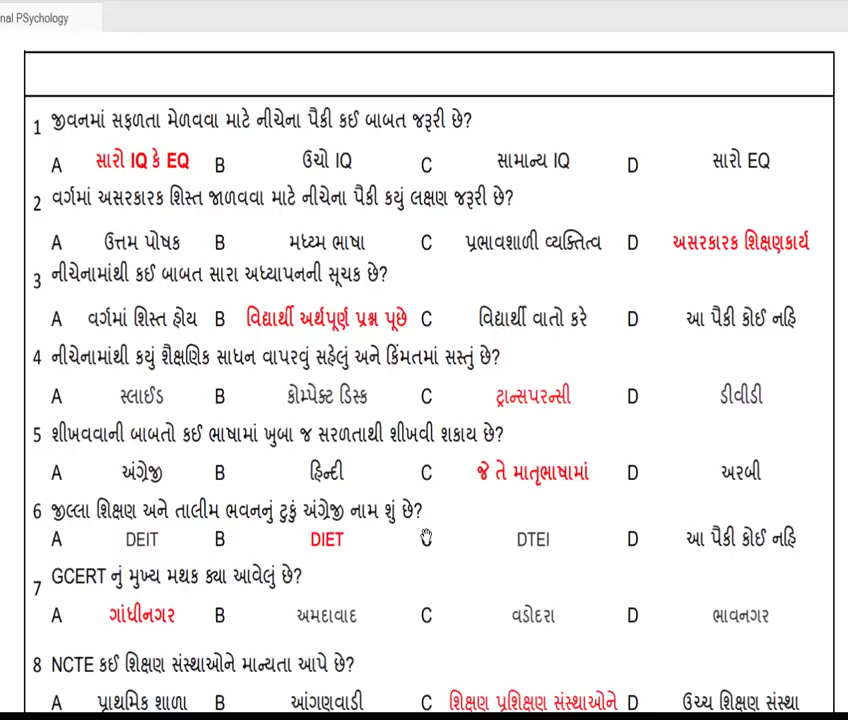 nal PSychology
1 જીવનમાં સફળતા મેળવવા માટે નીચેના પૈકી કઈ બાબત જરૂરી છે?
A સારો IQ કે EQ B ઉચો IQ C સામાન્ય IQ D સારો EQ
2 વર્ગમાં અસરકારક શિસ્ત જાળવવા માટે નીચેના પૈકી કયું લક્ષણ જરૂરી છે?
A ઉત્તમ પોષક B મધ્યમ ભાષા C પ્રભાવશાળી વ્યક્તિત્વ D અસરકારક શિક્ષણકાર્ય
3 નીચેનામાંથી કઈ બાબત સારા અધ્યાપનની સૂચક છે?
A વર્ગમાં શિસ્ત હોય B વિદ્યાર્થી અર્થપૂર્ણ પ્રશ્ન પૂછે C વિદ્યાર્થી વાતો કરે D આ પૈકી કોઈ નહિ
4 નીચેનામાંથી કયું શૈક્ષણિક સાધન વાપરવું સહેલું અને કિંમતમાં સસ્તું છે?
A સ્લાઈડ B કોમ્પેક્ટ ડિસ્ક C ટ્રાન્સપરન્સી D ડીવીડી
5 શીખવવાની બાબતો કઈ ભાષામાં ખુબા જ સરળતાથી શીખવી શકાય છે?
A અંગ્રેજી B હિન્દી C જે તે માતૃભાષામાં D અરબી
6 જીલ્લા શિક્ષણ અને તાલીમ ભવનનું ટુકું અંગ્રેજી નામ શું છે?
A DEIT B DIET C DTEI D આ પૈકી કોઈ નહિ
7 GCERT નું મુખ્ય મથક ક્યા આવેલું છે?
A ગાંધીનગર B અમદાવાદ C વડોદરા D ભાવનગર
8 NCTE કઈ શિક્ષણ સંસ્થાઓને માન્યતા આપે છે?
A પ્રાથમિક શાળા B આંગણવાડી C શિક્ષણ પ્રશિક્ષણ સંસ્થાઓને D ઉચ્ચ શિક્ષણ સંસ્થા